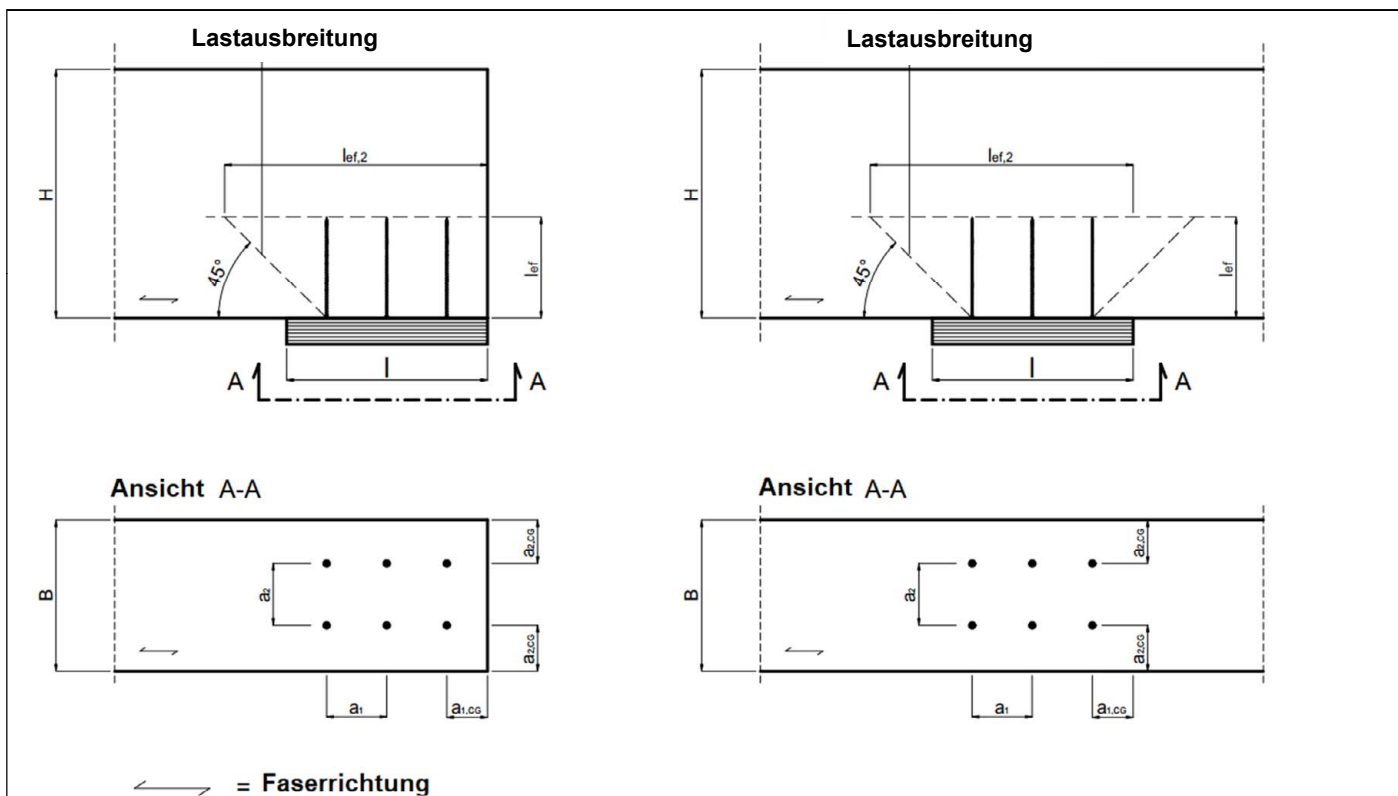 Lastausbreitung
Lastausbreitung
H
lef,2
45°
lef
l
A
A
H
lef,2
45°
lef
l
A
A
Ansicht A-A
Ansicht A-A
B
a2
a2,CG
a2,CG
a1
a1,CG
B
a2
a2,CG
a2,CG
a1
a1,CG
= Faserrichtung